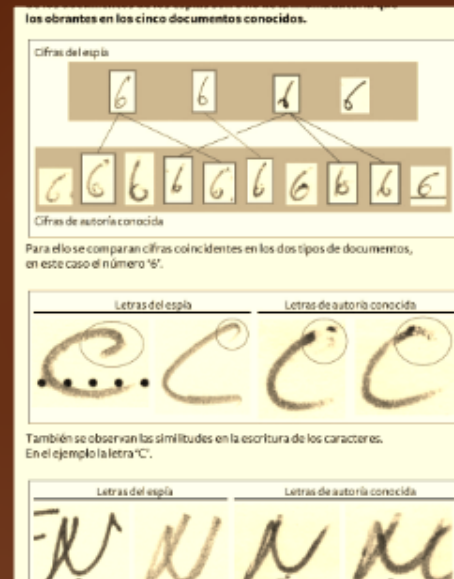 los obrantes en los cinco documentos conocidos.
Cifras del espía
6 6 6 6
6 6 6 6 6 6 6 6 6 6
Cifras de autoría conocida
Para ello se comparan cifras coincidentes en los dos tipos de documentos,
en este caso el número "6".
Letras del espía Letras de autoría conocida
C C C C
También se observan las similitudes en la escritura de los caracteres.
En el ejemplo la letra "C".
Letras del espía Letras de autoría conocida